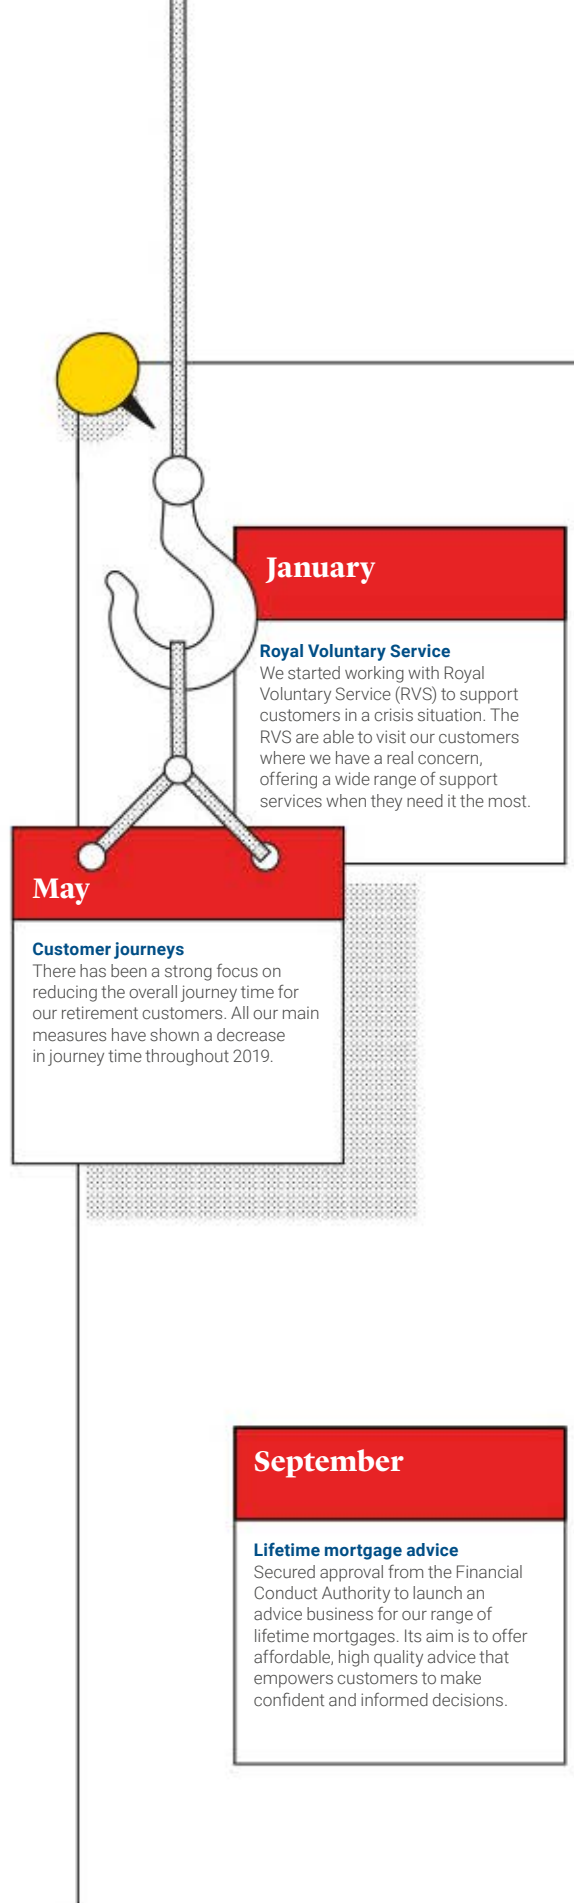 January
Royal Voluntary Service
We started working with Royal
Voluntary Service (RVS) to support
customers in a crisis situation. The
RVS are able to visit our customers
where we have a real concern,
offering a wide range of support
services when they need it the most.
May
Customer journeys
There has been a strong focus on
reducing the overall journey time for
our retirement customers. All our main
measures have shown a decrease
in journey time throughout 2019.
September
Lifetime mortgage advice
Secured approval from the Financial
Conduct Authority to launch an
advice business for our range of
lifetime mortgages. Its aim is to offer
affordable, high quality advice that
empowers customers to make
confident and informed decisions.